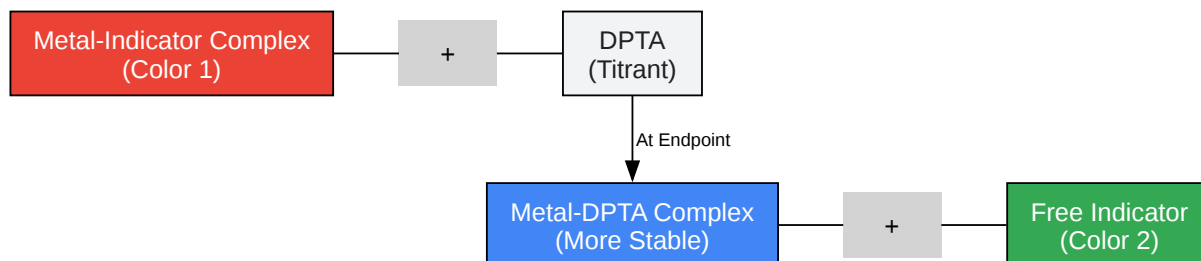 Metal-Indicator Complex
(Color 1)
+
DPTA
(Titrant)
At Endpoint
Metal-DPTA Complex
(More Stable)
+
Free Indicator
(Color 2)